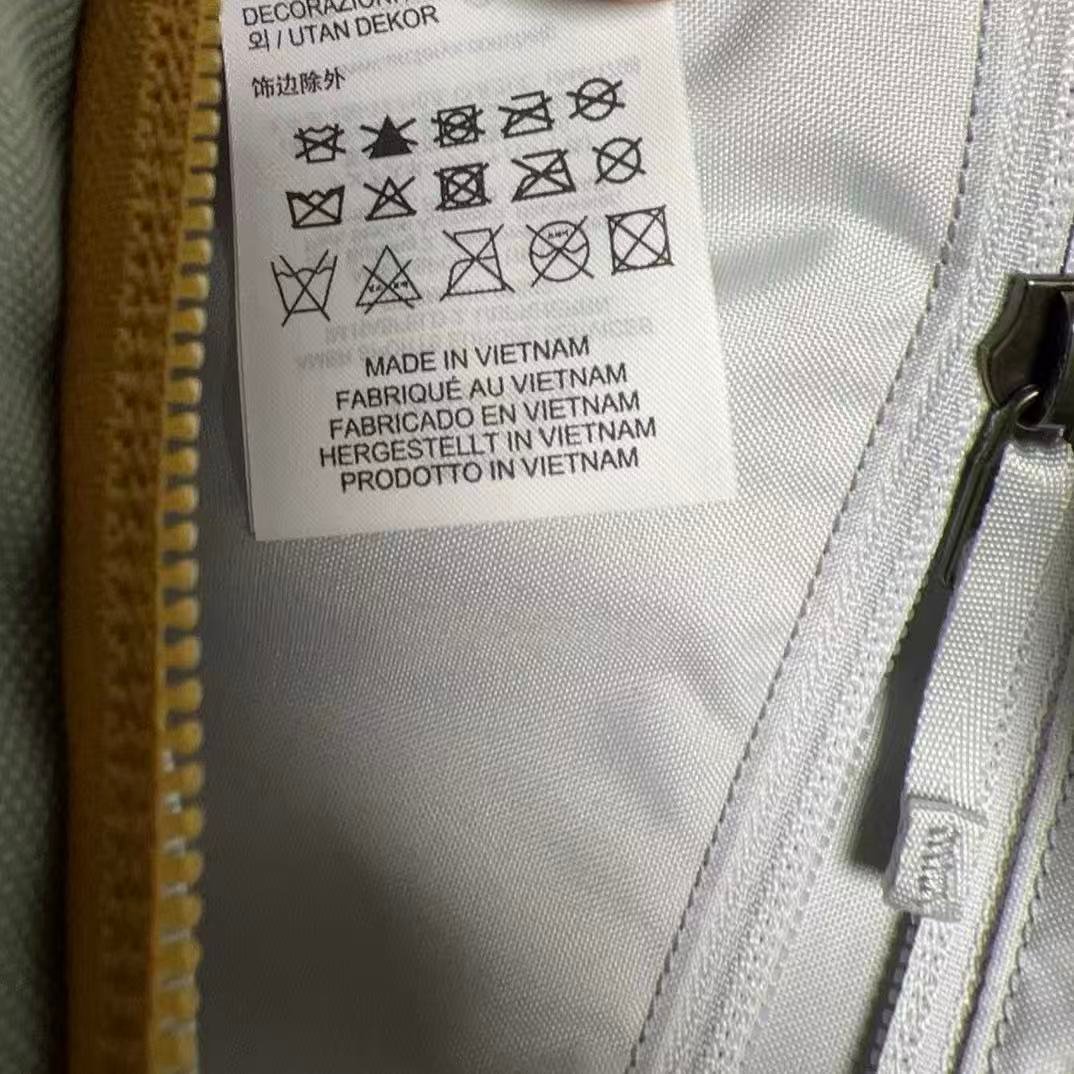 DECORAZIONI
외 / UTAN DEKOR
饰边除外
MADE IN VIETNAM
FABRIQUÉ AU VIETNAM
FABRICADO EN VIETNAM
HERGESTELLT IN VIETNAM
PRODOTTO IN VIETNAM